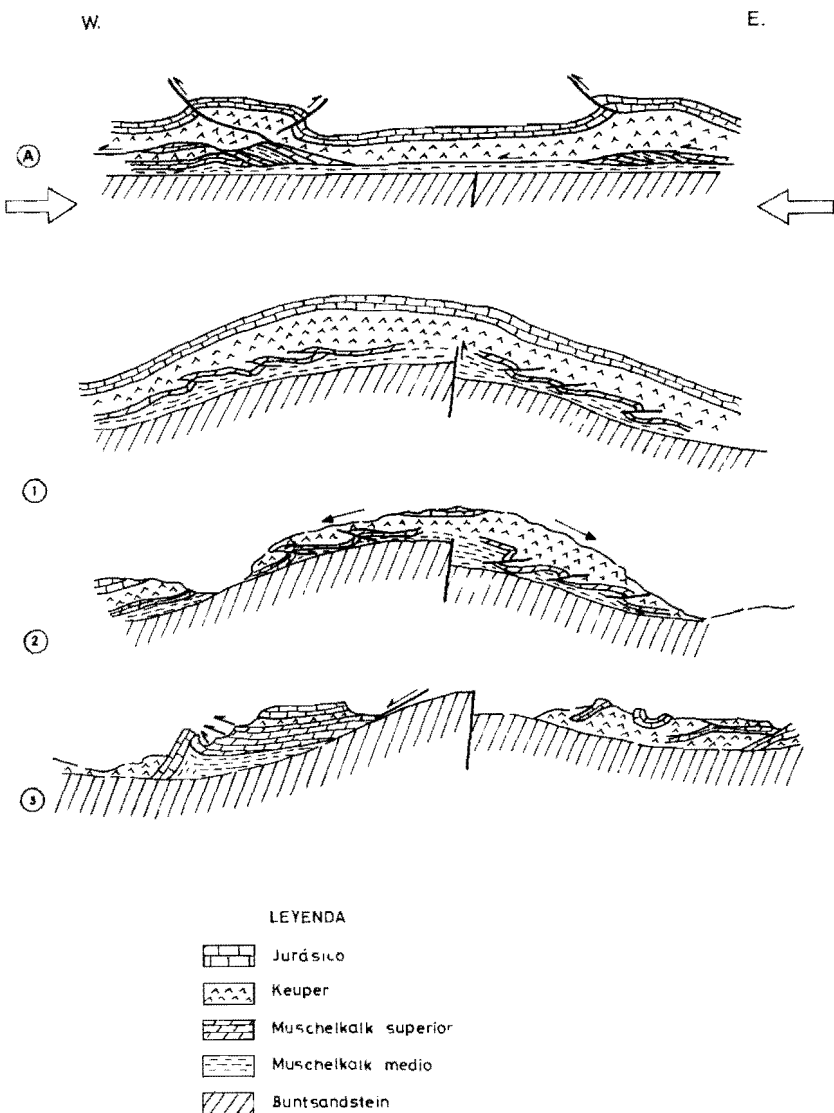 W. E.
A
1
2
3
LEYENDA
Jurásico
Keuper
Muschelkalk superior
Muschelkalk medio
Buntsandstein